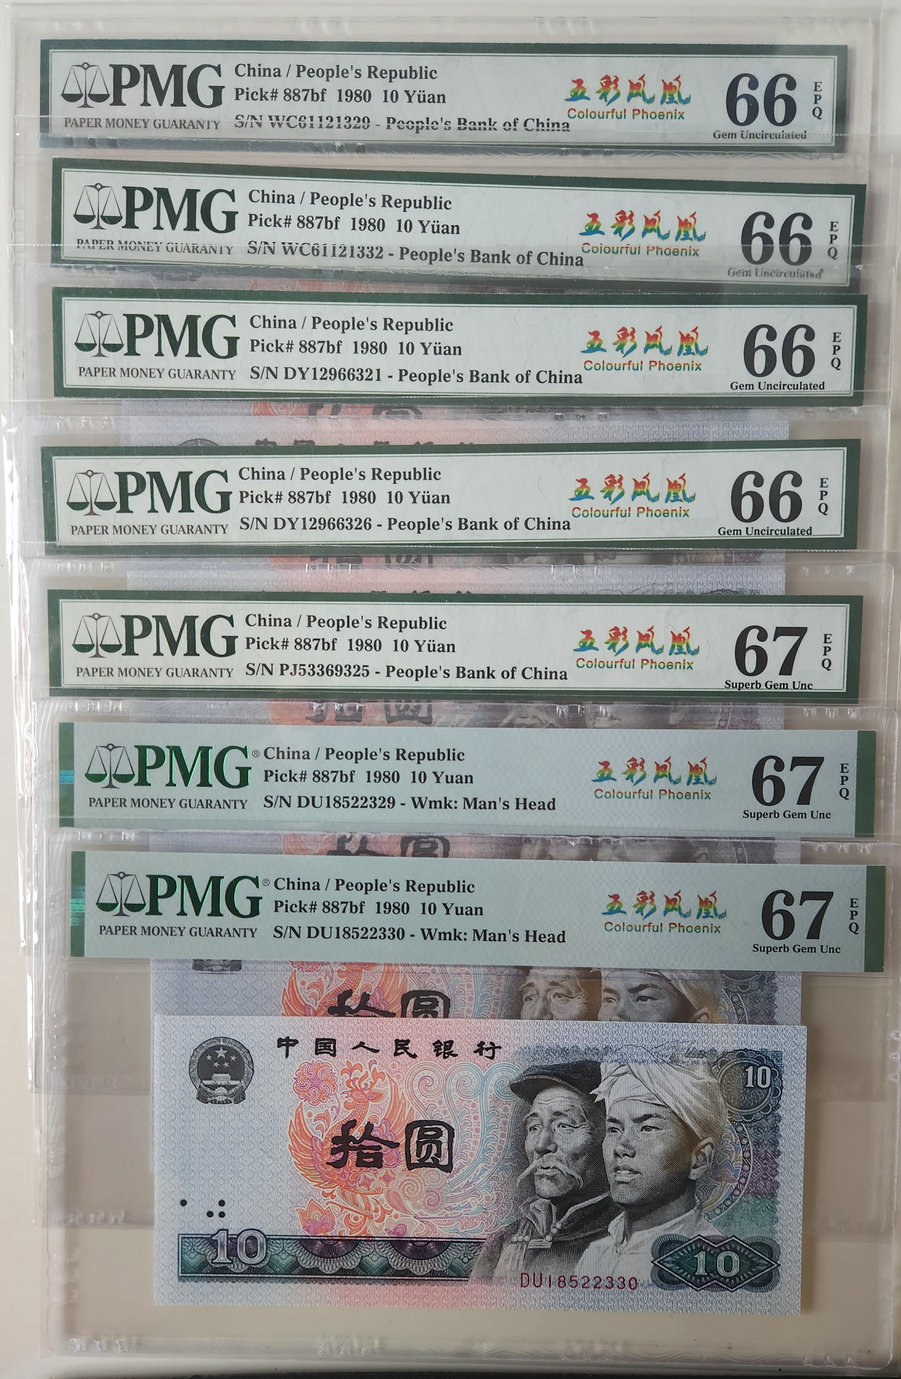 PMG
PAPER MONEY GUARANTY
China / People's Republic
Pick# 887bf 1980 10 Yüan
S/N WC61121329 - People's Bank of China
五彩凤凰
Colourful Phoenix
66
EPQ
Gem Uncirculated
PMG
PAPER MONEY GUARANTY
China / People's Republic
Pick# 887bf 1980 10 Yüan
S/N WC61121332 - People's Bank of China
五彩凤凰
Colourful Phoenix
66
EPQ
Gem Uncirculated
PMG
PAPER MONEY GUARANTY
China / People's Republic
Pick# 887bf 1980 10 Yüan
S/N DY12966321 - People's Bank of China
五彩凤凰
Colourful Phoenix
66
EPQ
Gem Uncirculated
PMG
PAPER MONEY GUARANTY
China / People's Republic
Pick# 887bf 1980 10 Yüan
S/N DY12966326 - People's Bank of China
五彩凤凰
Colourful Phoenix
66
EPQ
Gem Uncirculated
PMG
PAPER MONEY GUARANTY
China / People's Republic
Pick# 887bf 1980 10 Yüan
S/N PJ53369325 - People's Bank of China
五彩凤凰
Colourful Phoenix
67
EPQ
Superb Gem Unc
拾圆
PMG®
PAPER MONEY GUARANTY
China / People's Republic
Pick# 887bf 1980 10 Yuan
S/N DU18522329 - Wmk: Man's Head
五彩凤凰
Colourful Phoenix
67
EPQ
Superb Gem Unc
拾圆
PMG®
PAPER MONEY GUARANTY
China / People's Republic
Pick# 887bf 1980 10 Yuan
S/N DU18522330 - Wmk: Man's Head
五彩凤凰
Colourful Phoenix
67
EPQ
Superb Gem Unc
拾圆
中国人民银行
10
拾圆
10
DU18522330
10